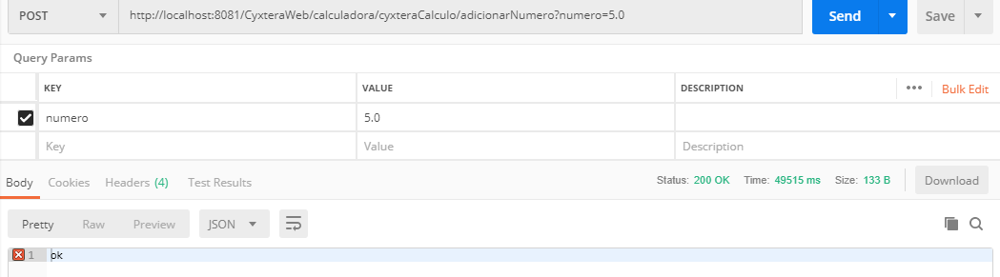 POST http://localhost:8081/CyxteraWeb/calculadora/cyxteraCalculo/adicionarNumero?numero=5.0 Send Save
Query Params
KEY VALUE DESCRIPTION ••• Bulk Edit
numero 5.0
Key Value Description
Body Cookies Headers (4) Test Results Status: 200 OK Time: 49515 ms Size: 133 B Download
Pretty Raw Preview JSON
1 ok